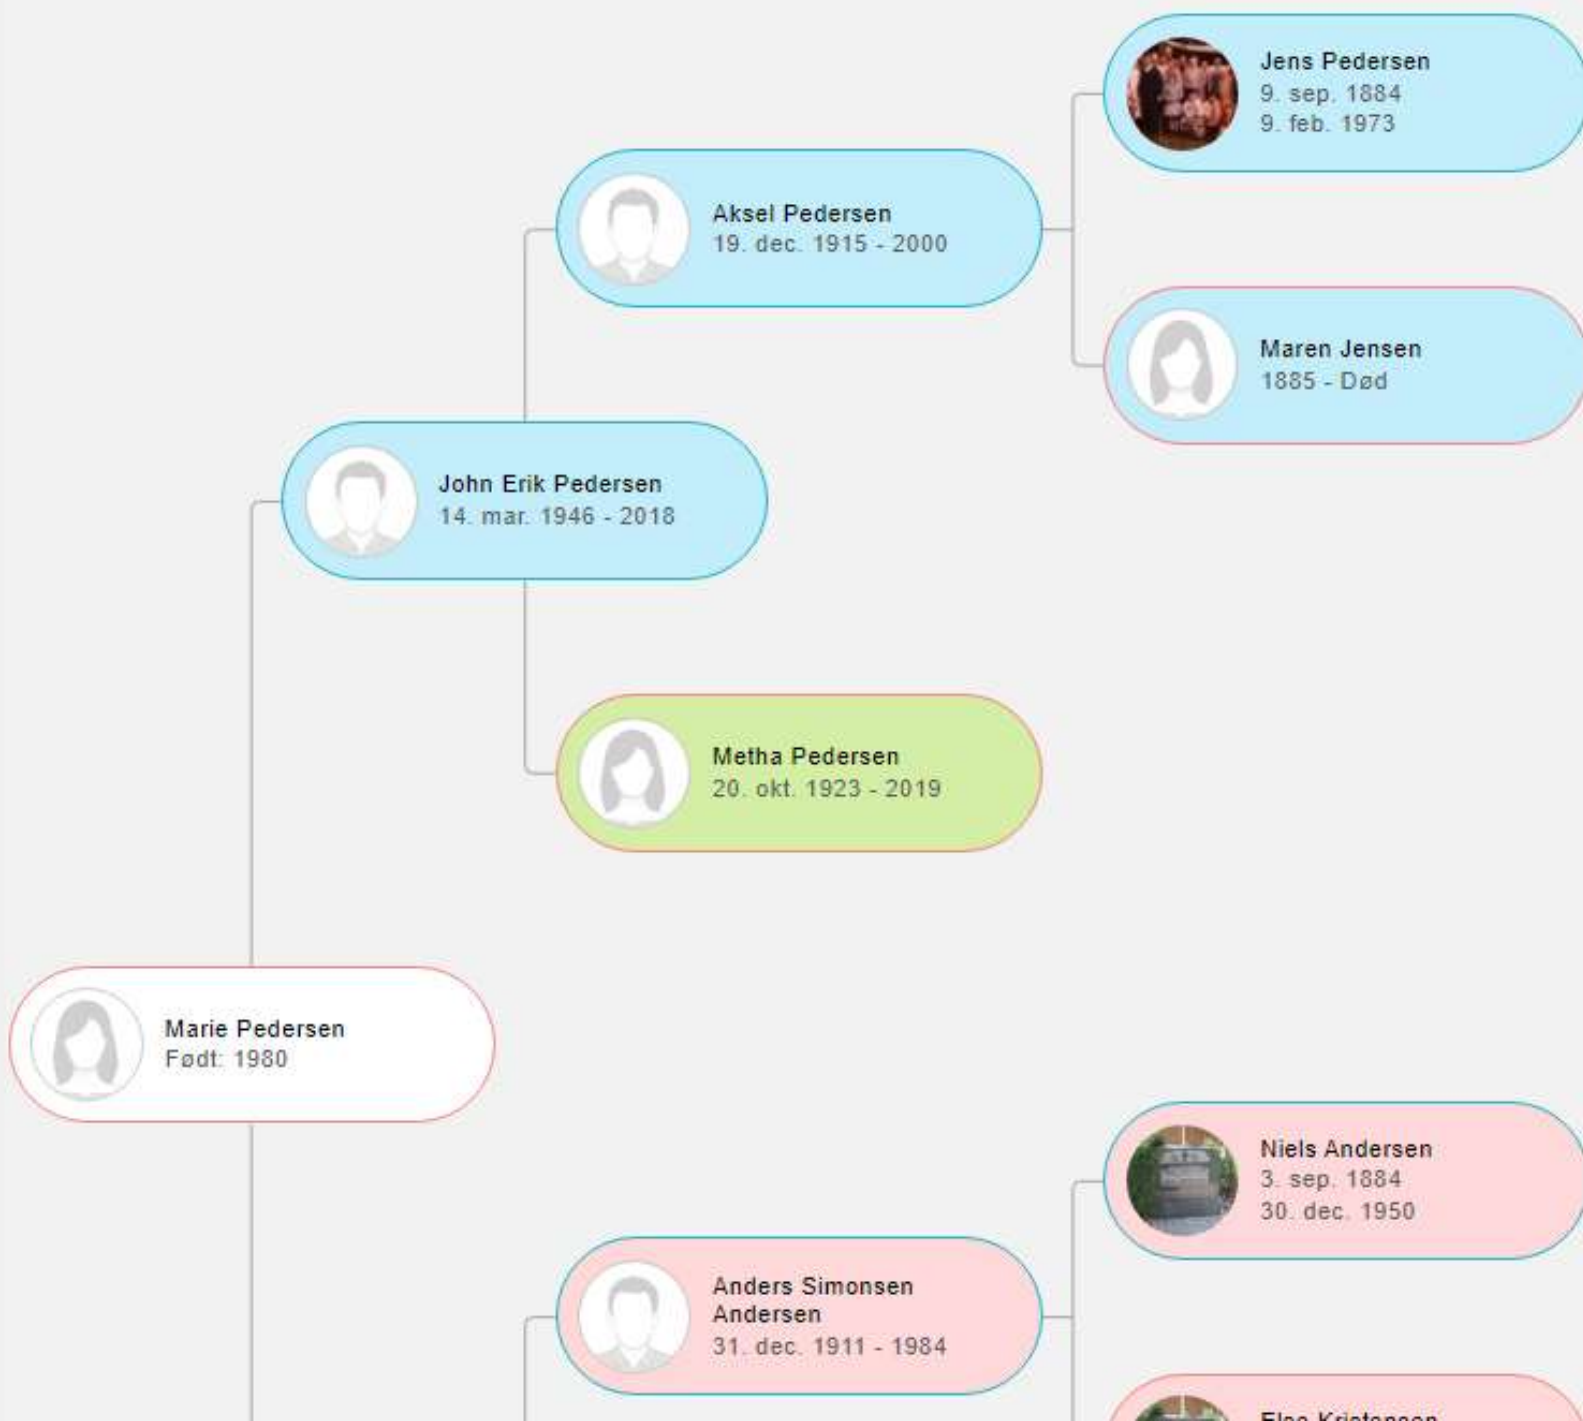 Jens Pedersen
9. sep. 1884
9. feb. 1973
Aksel Pedersen
19. dec. 1915 - 2000
Maren Jensen
1885 - Død
John Erik Pedersen
14. mar. 1946 - 2018
Metha Pedersen
20. okt. 1923 - 2019
Marie Pedersen
Født: 1980
Niels Andersen
3. sep. 1884
30. dec. 1950
Anders Simonsen
Andersen
31. dec. 1911 - 1984
Else Kristensen